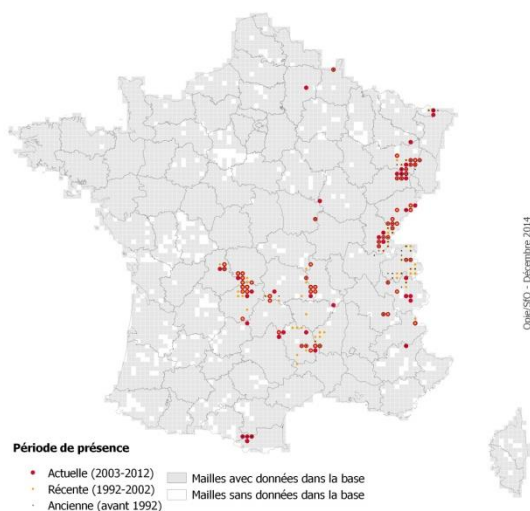 Opie/SfO - Décembre 2014
Période de présence
Actuelle (2003-2012)
Récente (1992-2002)
Ancienne (avant 1992)
Mailles avec données dans la base
Mailles sans données dans la base